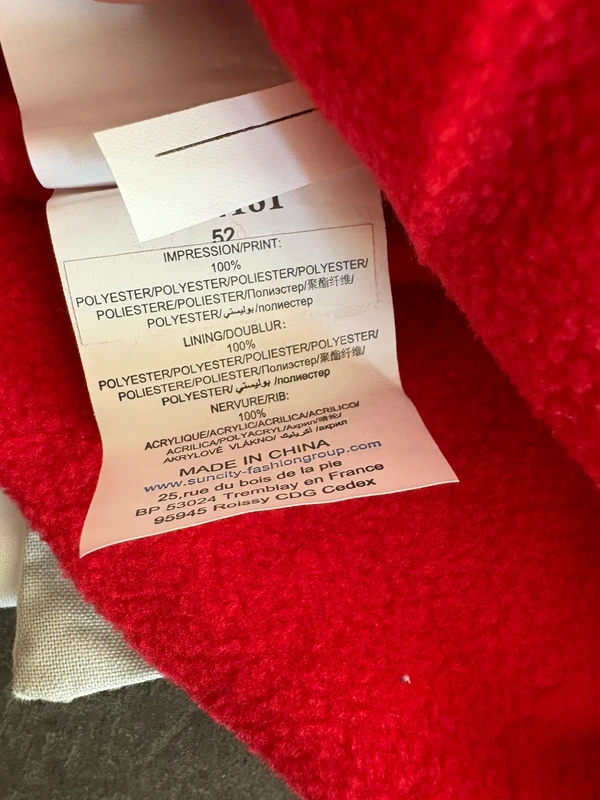 52
IMPRESSION/PRINT:
100%
POLYESTER/POLYESTER/POLIESTER/POLYESTER/
POLIESTERE/POLIESTER/Полиэстер/聚酯纤维/
POLYESTER/ بوليستي /полиестер
LINING/DOUBLUR:
100%
POLYESTER/POLYESTER/POLIESTER/POLYESTER/
POLIESTERE/POLIESTER/Полиэстер/聚酯纤维/
POLYESTER/ بوليستي /полиестер
NERVURE/RIB:
100%
ACRYLIQUE/ACRYLIC/ACRILICA/ACRILICO/
ACRILICA/POLYACRYL/Акрил/腈纶/
AKRYLOVÉ VLÁKNO/ أكريليك /акрил
MADE IN CHINA
www.suncity-fashiongroup.com
25,rue du bois de la pie
BP 53024 Tremblay en France
95945 Roissy CDG Cedex